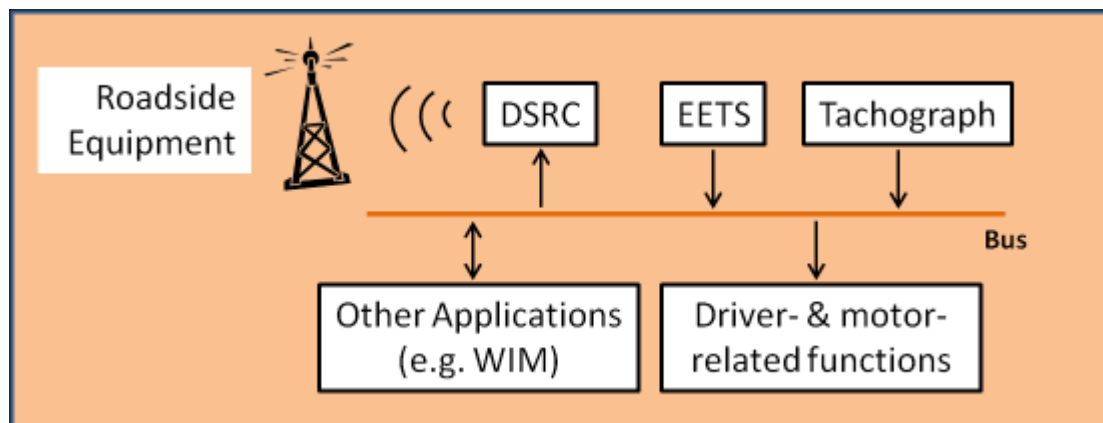 Roadside
Equipment
DSRC
EETS
Tachograph
Bus
Other Applications
(e.g. WIM)
Driver- & motor-
related functions